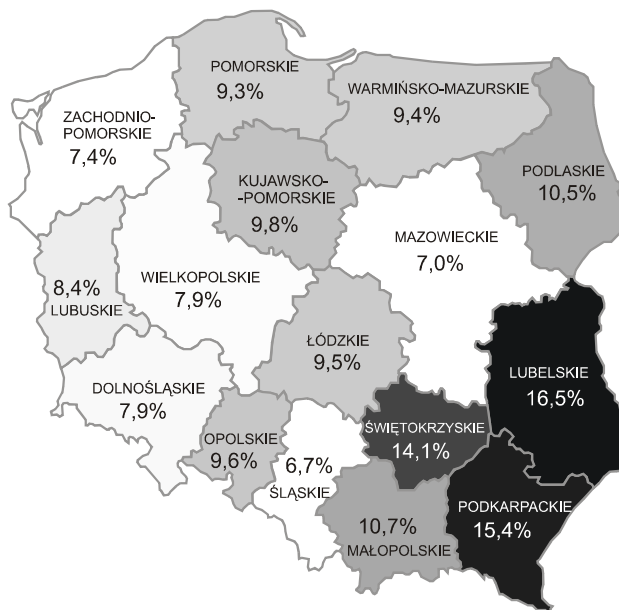 POMORSKIE
9,3%
WARMIŃSKO-MAZURSKIE
9,4%
ZACHODNIO-
POMORSKIE
7,4%
PODLASKIE
10,5%
KUJAWSKO-
-POMORSKIE
9,8%
MAZOWIECKIE
7,0%
WIELKOPOLSKIE
7,9%
8,4%
LUBUSKIE
ŁÓDZKIE
9,5%
LUBELSKIE
16,5%
DOLNOŚLĄSKIE
7,9%
ŚWIĘTOKRZYSKIE
14,1%
OPOLSKIE
9,6%
6,7%
ŚLĄSKIE
PODKARPACKIE
15,4%
10,7%
MAŁOPOLSKIE